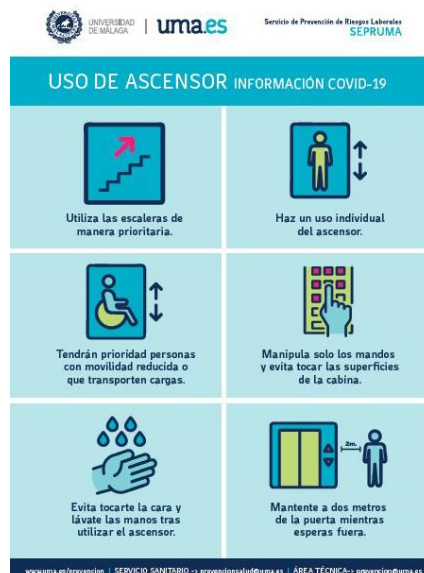 UNIVERSIDAD
DE MÁLAGA
uma.es
Servicio de Prevención de Riesgos Laborales
SEPRUMA
USO DE ASCENSOR INFORMACIÓN COVID-19
Utiliza las escaleras de
manera prioritaria.
Haz un uso individual
del ascensor.
Tendrán prioridad personas
con movilidad reducida o
que transporten cargas.
Manipula solo los mandos
y evita tocar las superficies
de la cabina.
2m.
Evita tocarte la cara y
lávate las manos tras
utilizar el ascensor.
Mantente a dos metros
de la puerta mientras
esperas fuera.
www.uma.es/prevencion | SERVICIO SANITARIO -> prevencionsalud@uma.es | ÁREA TÉCNICA-> prevencion@uma.es